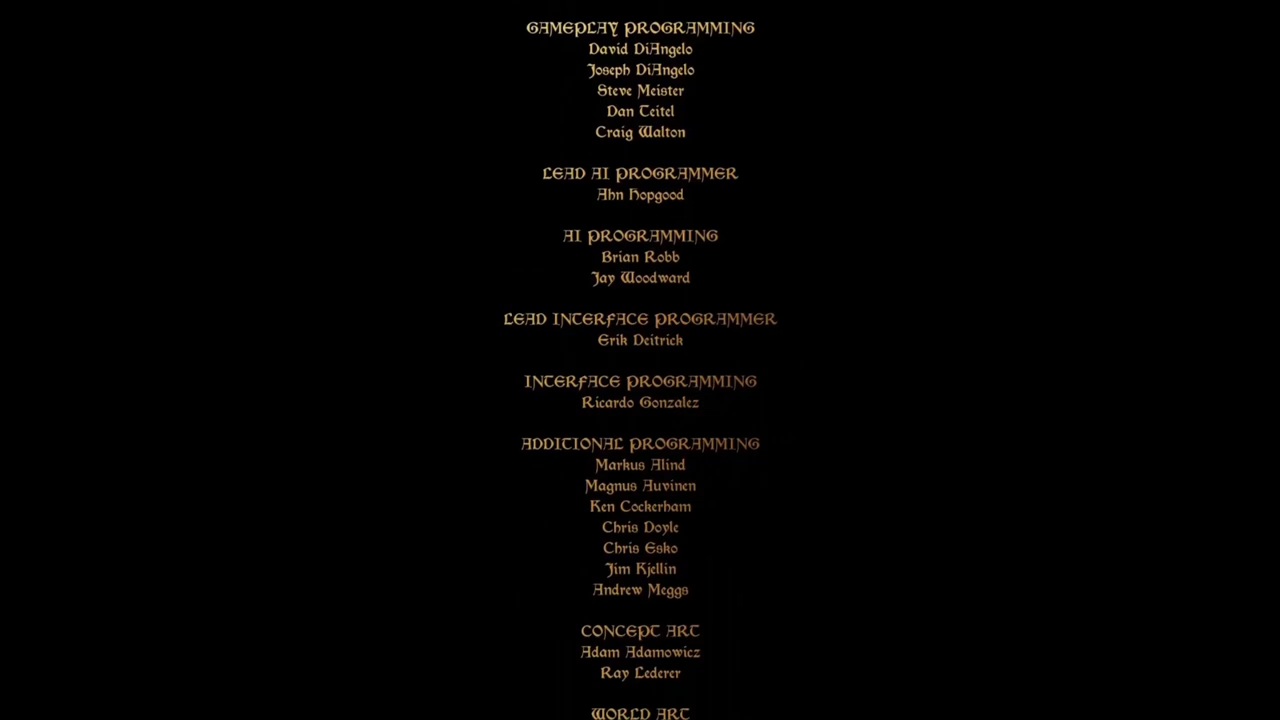 GAMEPLAY PROGRAMMING
David DiAngelo
Joseph DiAngelo
Steve Meister
Dan Teitel
Craig Walton
LEAD AI PROGRAMMER
Ahn Hopgood
AI PROGRAMMING
Brian Robb
Jay Woodward
LEAD INTERFACE PROGRAMMER
Erik Deitrick
INTERFACE PROGRAMMING
Ricardo Gonzalez
ADDITIONAL PROGRAMMING
Markus Alind
Magnus Auvinen
Ken Cockerham
Chris Doyle
Chris Esko
Jim Kjellin
Andrew Meggs
CONCEPT ART
Adam Adamowicz
Ray Lederer
WORLD ART